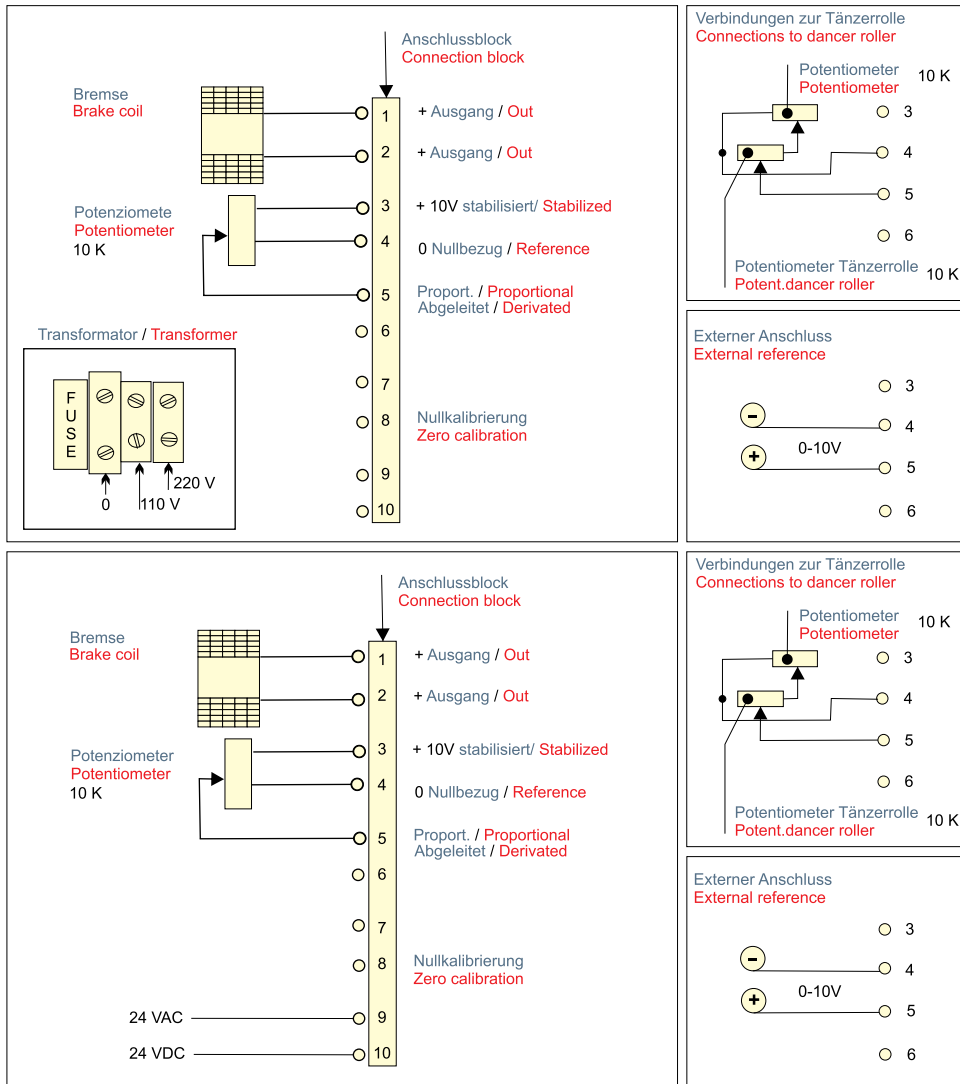 Anschlussblock
Connection block
Bremse
Brake coil
1
+ Ausgang / Out
2
+ Ausgang / Out
Potenziomete
Potentiometer
10 K
3
+ 10V stabilisiert/ Stabilized
4
0 Nullbezug / Reference
5
Proport. / Proportional
Abgeleitet / Derivated
6
7
8
Nullkalibrierung
Zero calibration
9
10
Transformator / Transformer
FUSE
0
110 V
220 V
Verbindungen zur Tänzerrolle
Connections to dancer roller
Potentiometer
Potentiometer
10 K
3
4
5
6
Potentiometer Tänzerrolle
Potent.dancer roller
10 K
Externer Anschluss
External reference
3
-
4
0-10V
+
5
6
Anschlussblock
Connection block
Bremse
Brake coil
1
+ Ausgang / Out
2
+ Ausgang / Out
Potenziometer
Potentiometer
10 K
3
+ 10V stabilisiert/ Stabilized
4
0 Nullbezug / Reference
5
Proport. / Proportional
Abgeleitet / Derivated
6
7
8
Nullkalibrierung
Zero calibration
24 VAC
9
24 VDC
10
Verbindungen zur Tänzerrolle
Connections to dancer roller
Potentiometer
Potentiometer
10 K
3
4
5
6
Potentiometer Tänzerrolle
Potent.dancer roller
10 K
Externer Anschluss
External reference
3
-
4
0-10V
+
5
6